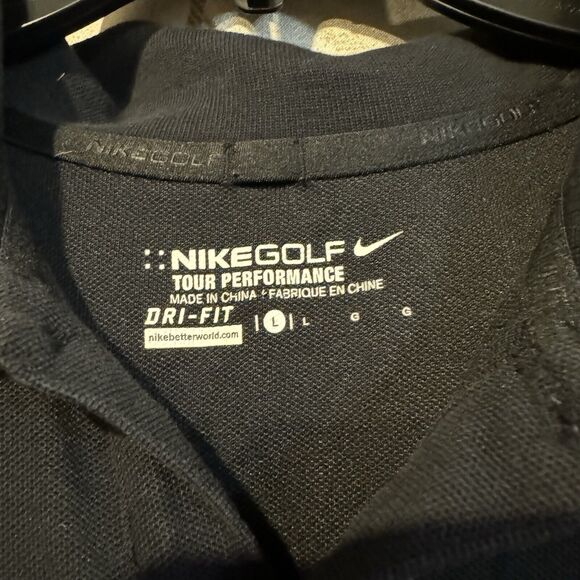 NIKEGOLF NIKEGOLF
NIKEGOLF
TOUR PERFORMANCE
MADE IN CHINA * FABRIQUE EN CHINE
DRI-FIT | L | L G G
nikebetterworld.com